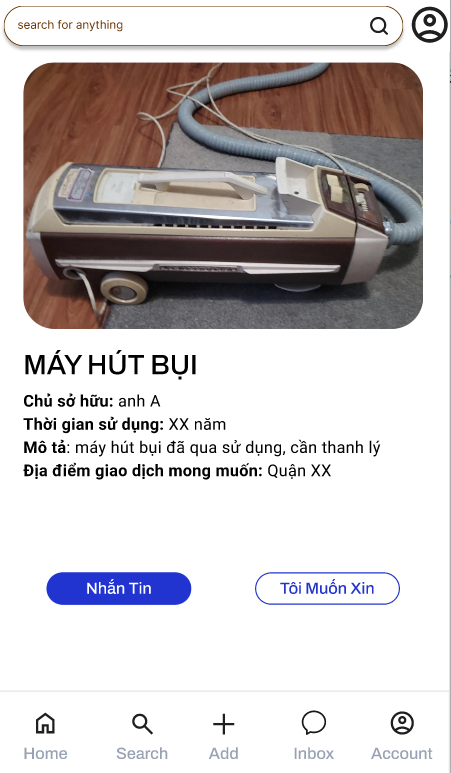 search for anything
MÁY HÚT BỤI
Chủ sở hữu: anh A
Thời gian sử dụng: XX năm
Mô tả: máy hút bụi đã qua sử dụng, cần thanh lý
Địa điểm giao dịch mong muốn: Quận XX
Nhắn Tin
Tôi Muốn Xin
Home
Search
Add
Inbox
Account